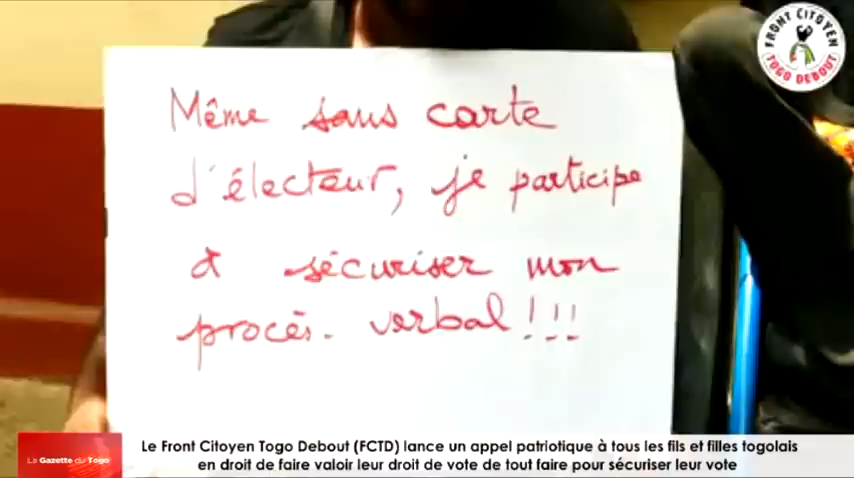 FRONT CITOYEN
TOGO DEBOUT
Même sans carte
d'électeur, je participe
à sécuriser mon
procès-verbal !!!
La Gazette du Togo
Le Front Citoyen Togo Debout (FCTD) lance un appel patriotique à tous les fils et filles togolais
en droit de faire valoir leur droit de vote de tout faire pour sécuriser leur vote